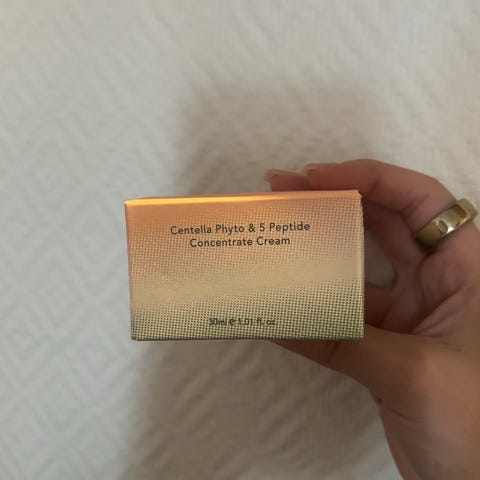 Centella Phyto & 5 Peptide
Concentrate Cream
30ml ℮ 1.01 fl. oz.